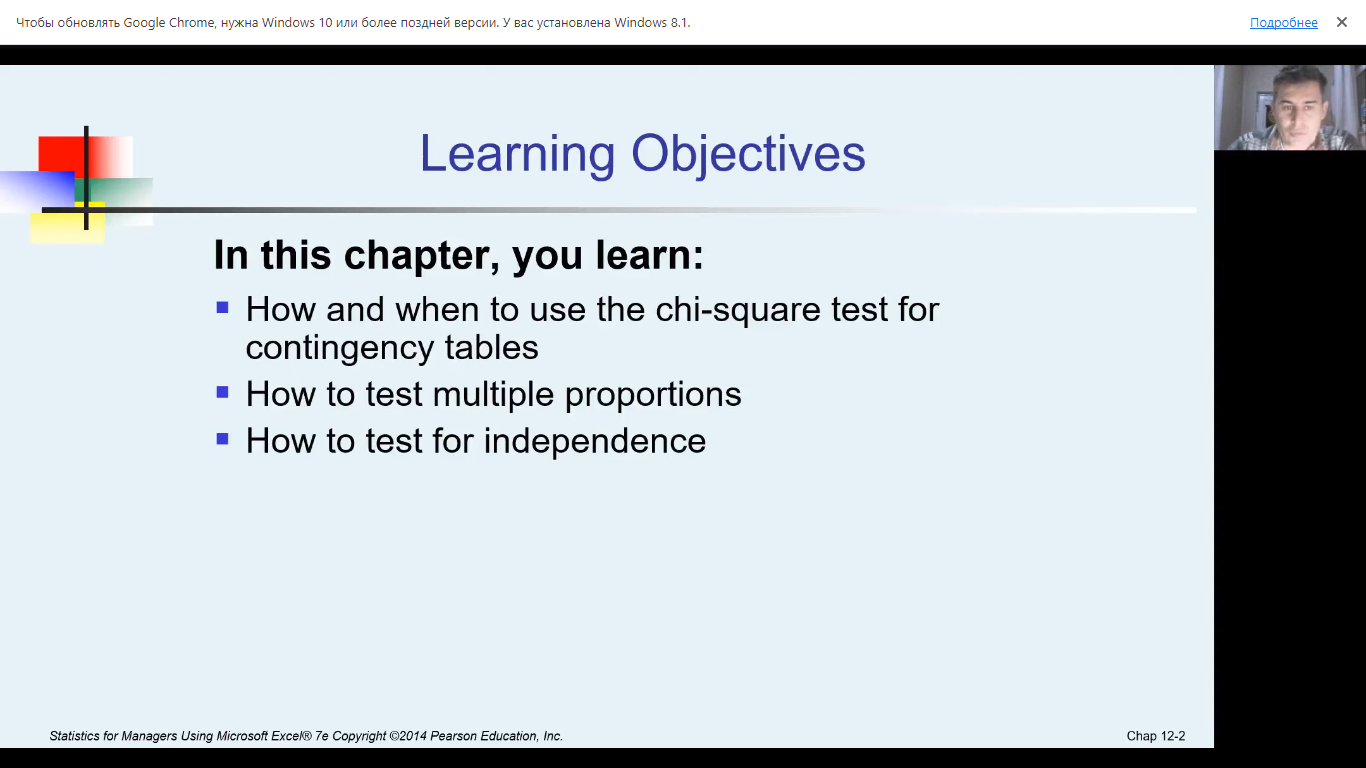 Чтобы обновлять Google Chrome, нужна Windows 10 или более поздней версии. У вас установлена Windows 8.1.
Подробнее
Learning Objectives
In this chapter, you learn:
How and when to use the chi-square test for
contingency tables
How to test multiple proportions
How to test for independence
Statistics for Managers Using Microsoft Excel® 7e Copyright ©2014 Pearson Education, Inc.
Chap 12-2